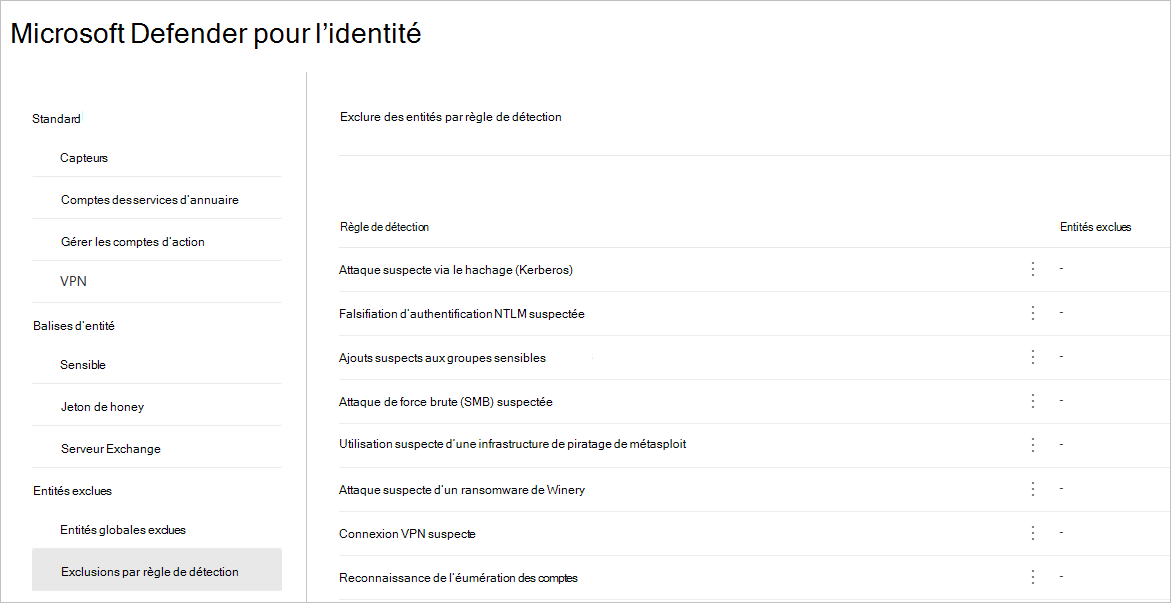 Microsoft Defender pour l'identité
Standard
Capteurs
Comptes des services d'annuaire
Gérer les comptes d'action
VPN
Balises d'entité
Sensible
Jeton de honey
Serveur Exchange
Entités exclues
Entités globales exclues
Exclusions par règle de détection
Exclure des entités par règle de détection
Règle de détection Entités exclues
Attaque suspecte via le hachage (Kerberos) -
Falsifiation d'authentification NTLM suspectée -
Ajouts suspects aux groupes sensibles -
Attaque de force brute (SMB) suspectée -
Utilisation suspecte d'une infrastructure de piratage de métasploit -
Attaque suspecte d'un ransomware de Winery -
Connexion VPN suspecte -
Reconnaissance de l'éumération des comptes -